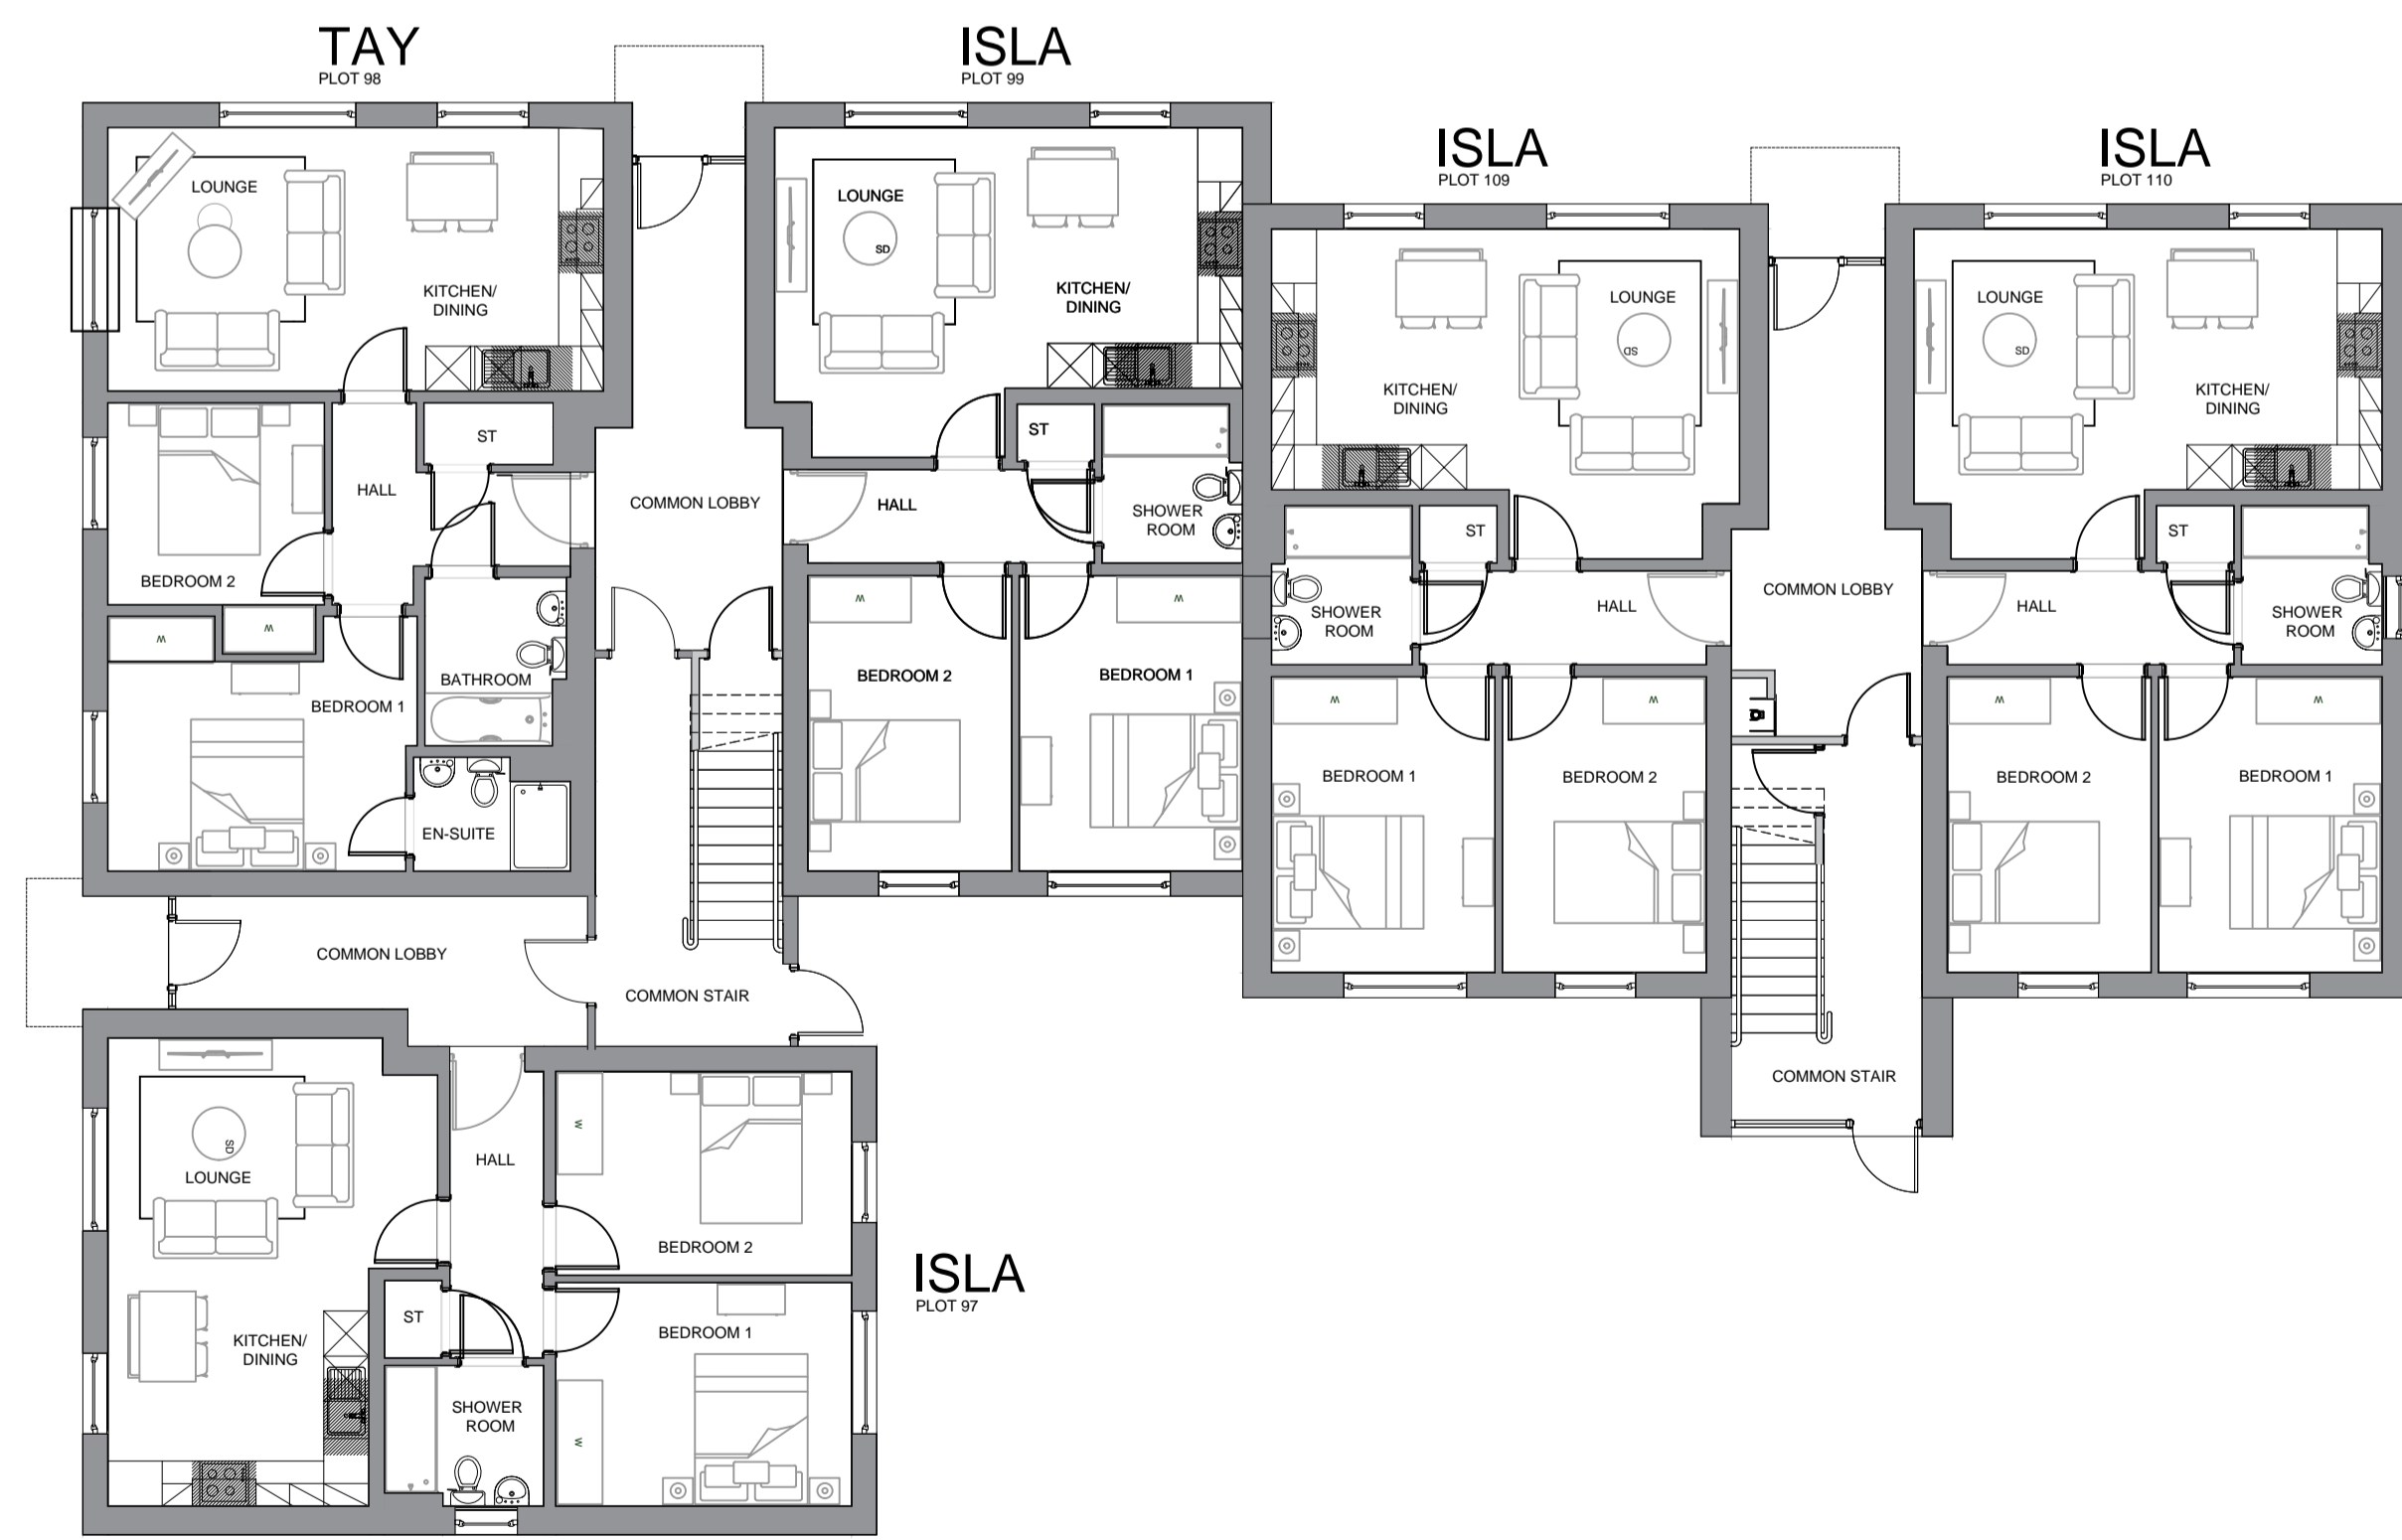 TAY
PLOT 98
LOUNGE
KITCHEN/
DINING
ST
HALL
BEDROOM 2
W
W
BATHROOM
BEDROOM 1
EN-SUITE
COMMON LOBBY
COMMON LOBBY
COMMON STAIR
ISLA
PLOT 99
LOUNGE
SD
KITCHEN/
DINING
ST
HALL
SHOWER
ROOM
W
W
BEDROOM 2
BEDROOM 1
ISLA
PLOT 109
LOUNGE
SD
KITCHEN/
DINING
ST
SHOWER
ROOM
HALL
W
W
BEDROOM 1
BEDROOM 2
COMMON LOBBY
COMMON STAIR
ISLA
PLOT 110
LOUNGE
SD
KITCHEN/
DINING
ST
HALL
SHOWER
ROOM
W
W
BEDROOM 2
BEDROOM 1
ISLA
PLOT 97
SD
LOUNGE
HALL
W
BEDROOM 2
ST
KITCHEN/
DINING
BEDROOM 1
SHOWER
ROOM
W